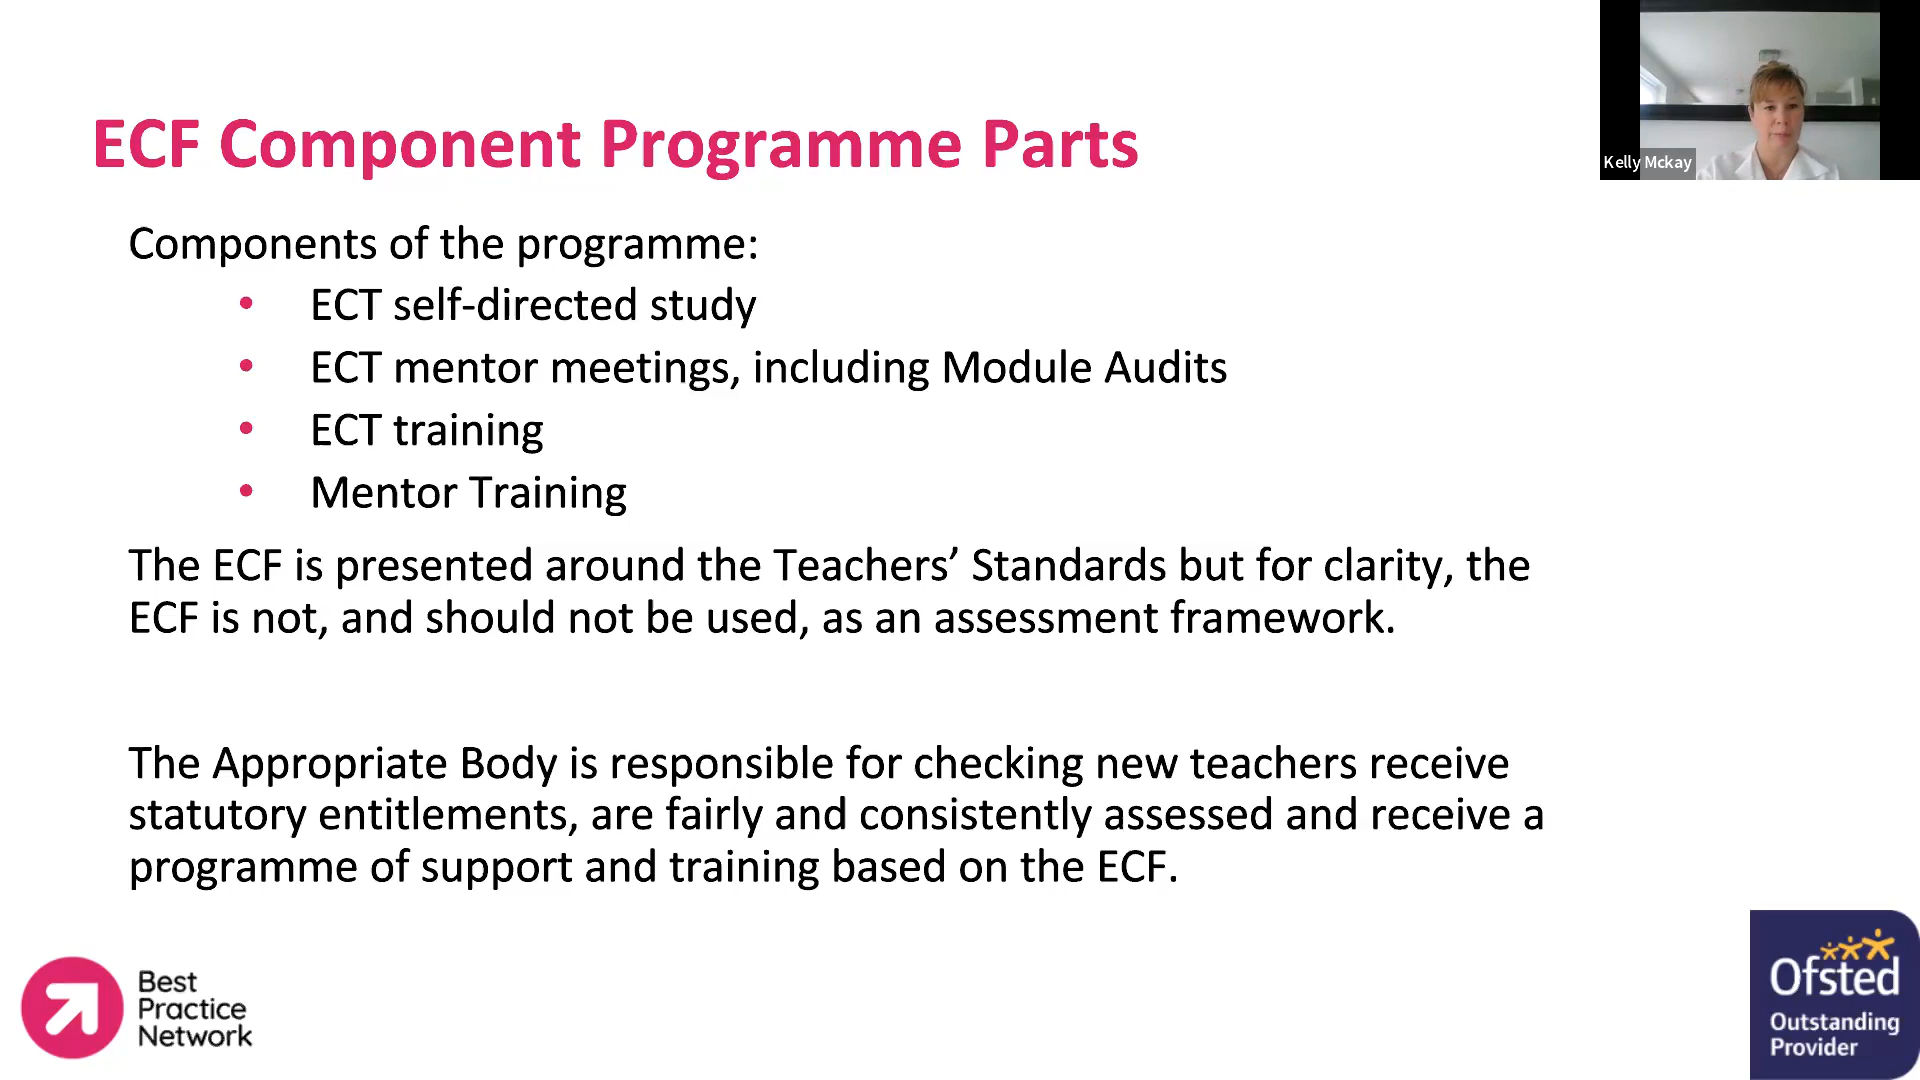 ECF Component Programme Parts
Kelly Mckay
Components of the programme:
• ECT self-directed study
• ECT mentor meetings, including Module Audits
• ECT training
• Mentor Training
The ECF is presented around the Teachers’ Standards but for clarity, the
ECF is not, and should not be used, as an assessment framework.
The Appropriate Body is responsible for checking new teachers receive
statutory entitlements, are fairly and consistently assessed and receive a
programme of support and training based on the ECF.
Best
Practice
Network
Ofsted
Outstanding
Provider